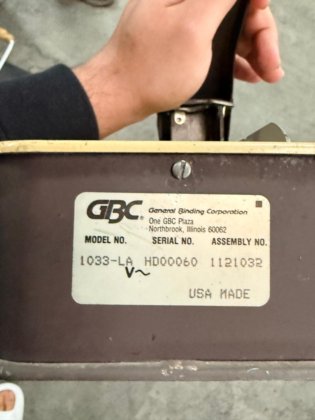 GBC® General Binding Corporation
One GBC Plaza
Northbrook, Illinois 60062
MODEL NO. SERIAL NO. ASSEMBLY NO.
1033-LA HD00060 1121032
V~
USA MADE